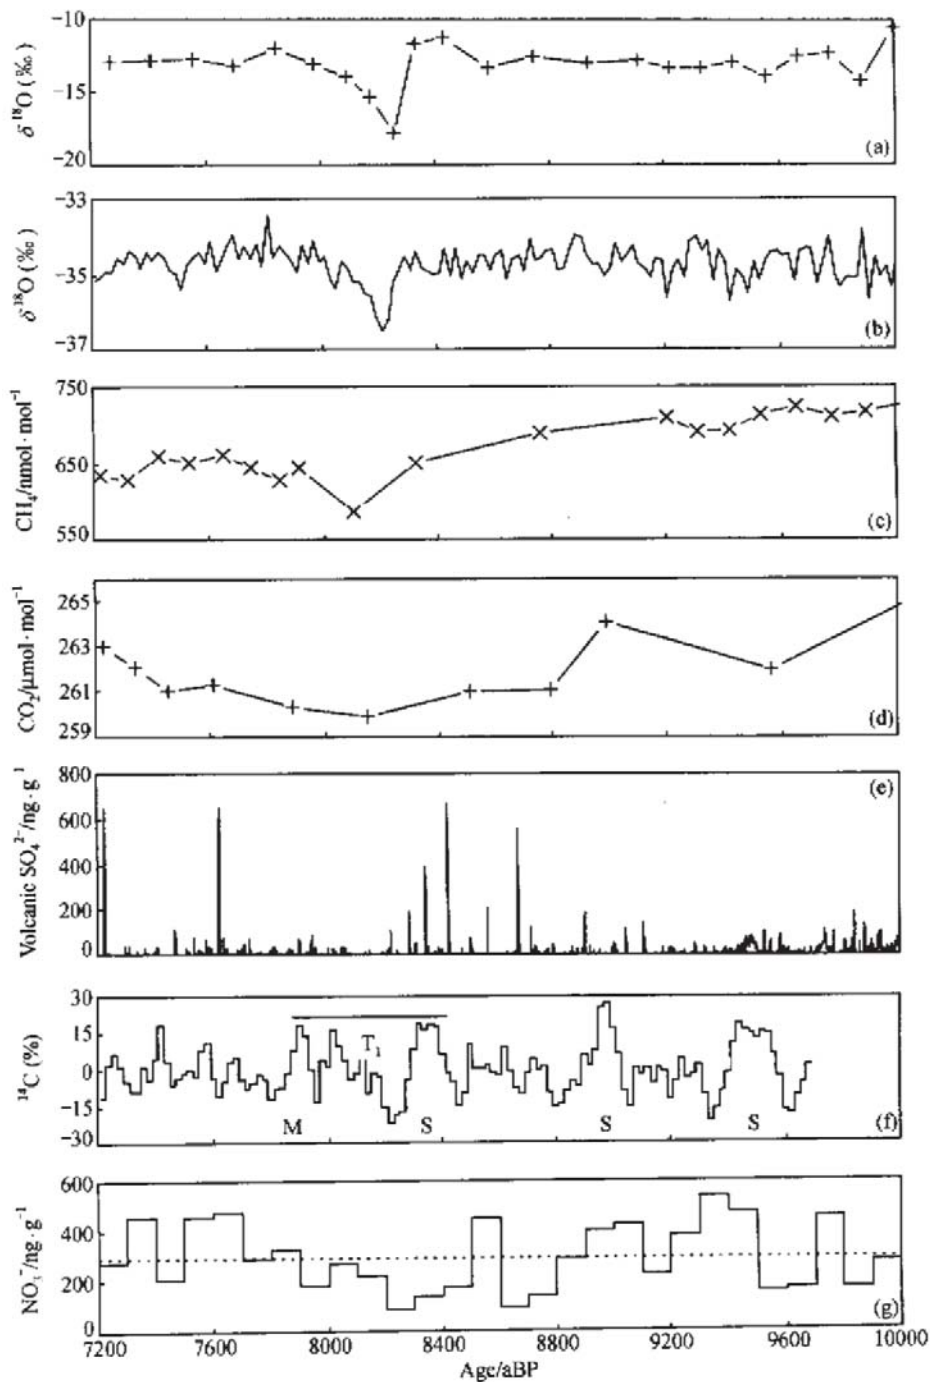 −10
−15
−20
δ ¹⁸O (‰)
(a)
−33
−35
−37
δ ¹⁸O (‰)
(b)
750
650
550
CH₄/nmol·mol⁻¹
(c)
265
263
261
259
CO₂/μmol·mol⁻¹
(d)
800
600
400
200
0
Volcanic SO₄²⁻/ng·g⁻¹
(e)
30
15
0
−15
−30
¹⁴C (%)
T₁
M S S S
(f)
600
400
200
0
NO₃⁻/ng·g⁻¹
(g)
7200 7600 8000 8400 8800 9200 9600 10000
Age/aBP